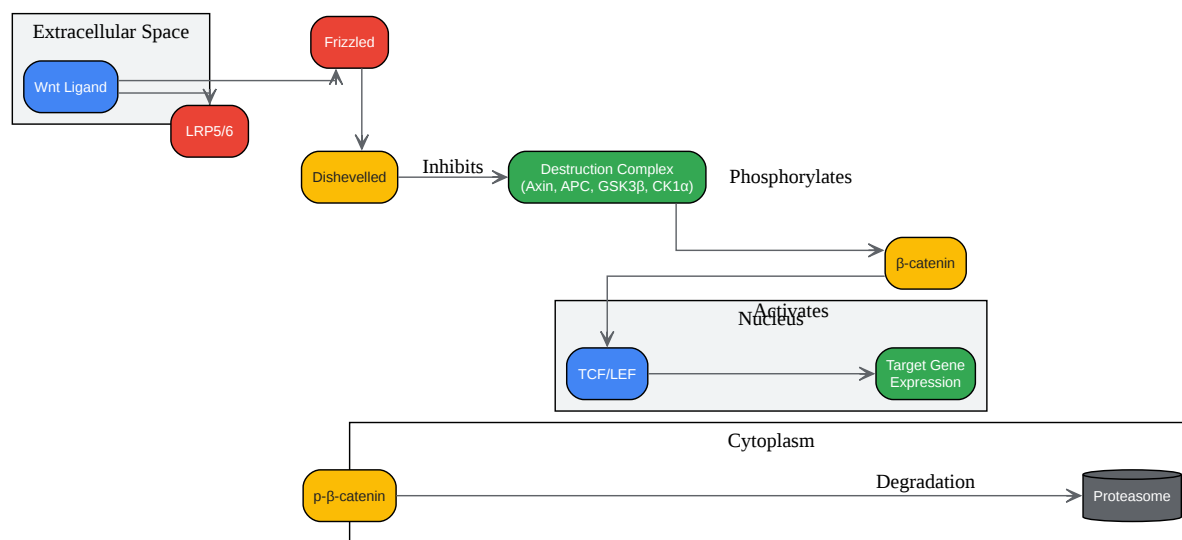 Extracellular Space
Frizzled
Wnt Ligand
LRP5/6
Dishevelled
Inhibits
Destruction Complex
(Axin, APC, GSK3β, CK1α)
Phosphorylates
β-catenin
Activates
Nucleus
TCF/LEF
Target Gene
Expression
Cytoplasm
p-β-catenin
Degradation
Proteasome